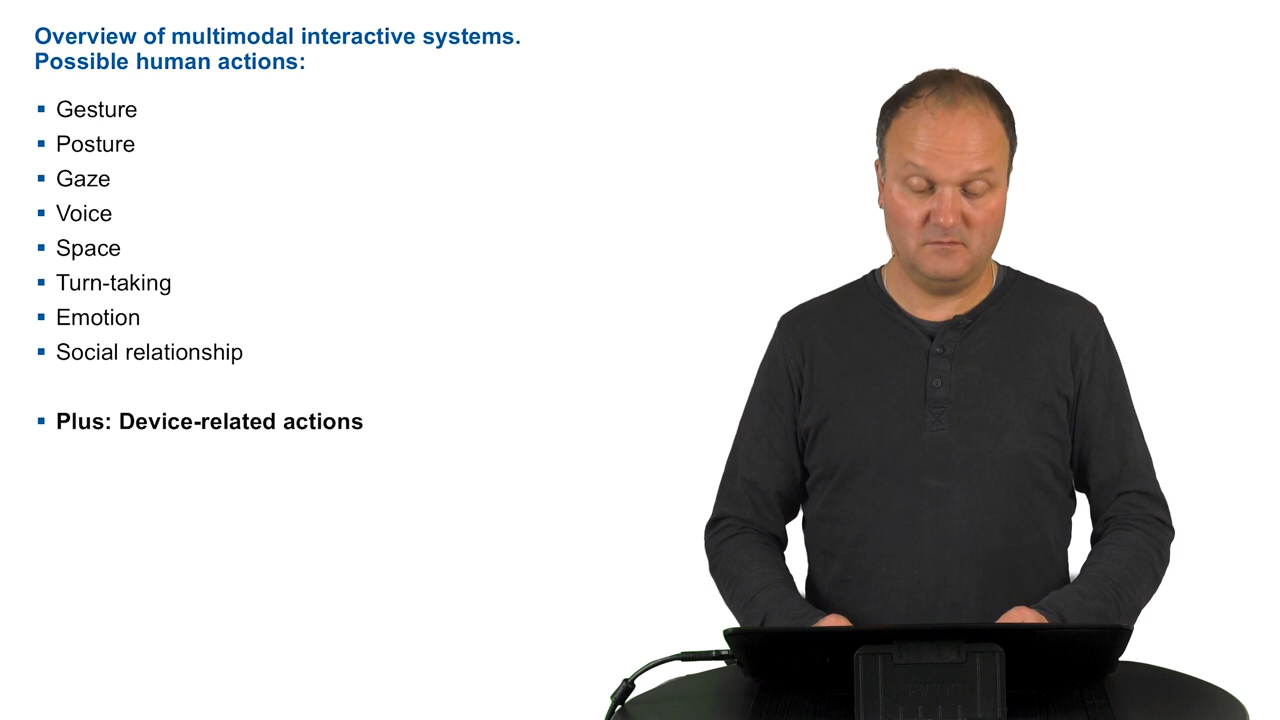 Overview of multimodal interactive systems.
Possible human actions:
Gesture
Posture
Gaze
Voice
Space
Turn-taking
Emotion
Social relationship
Plus: Device-related actions